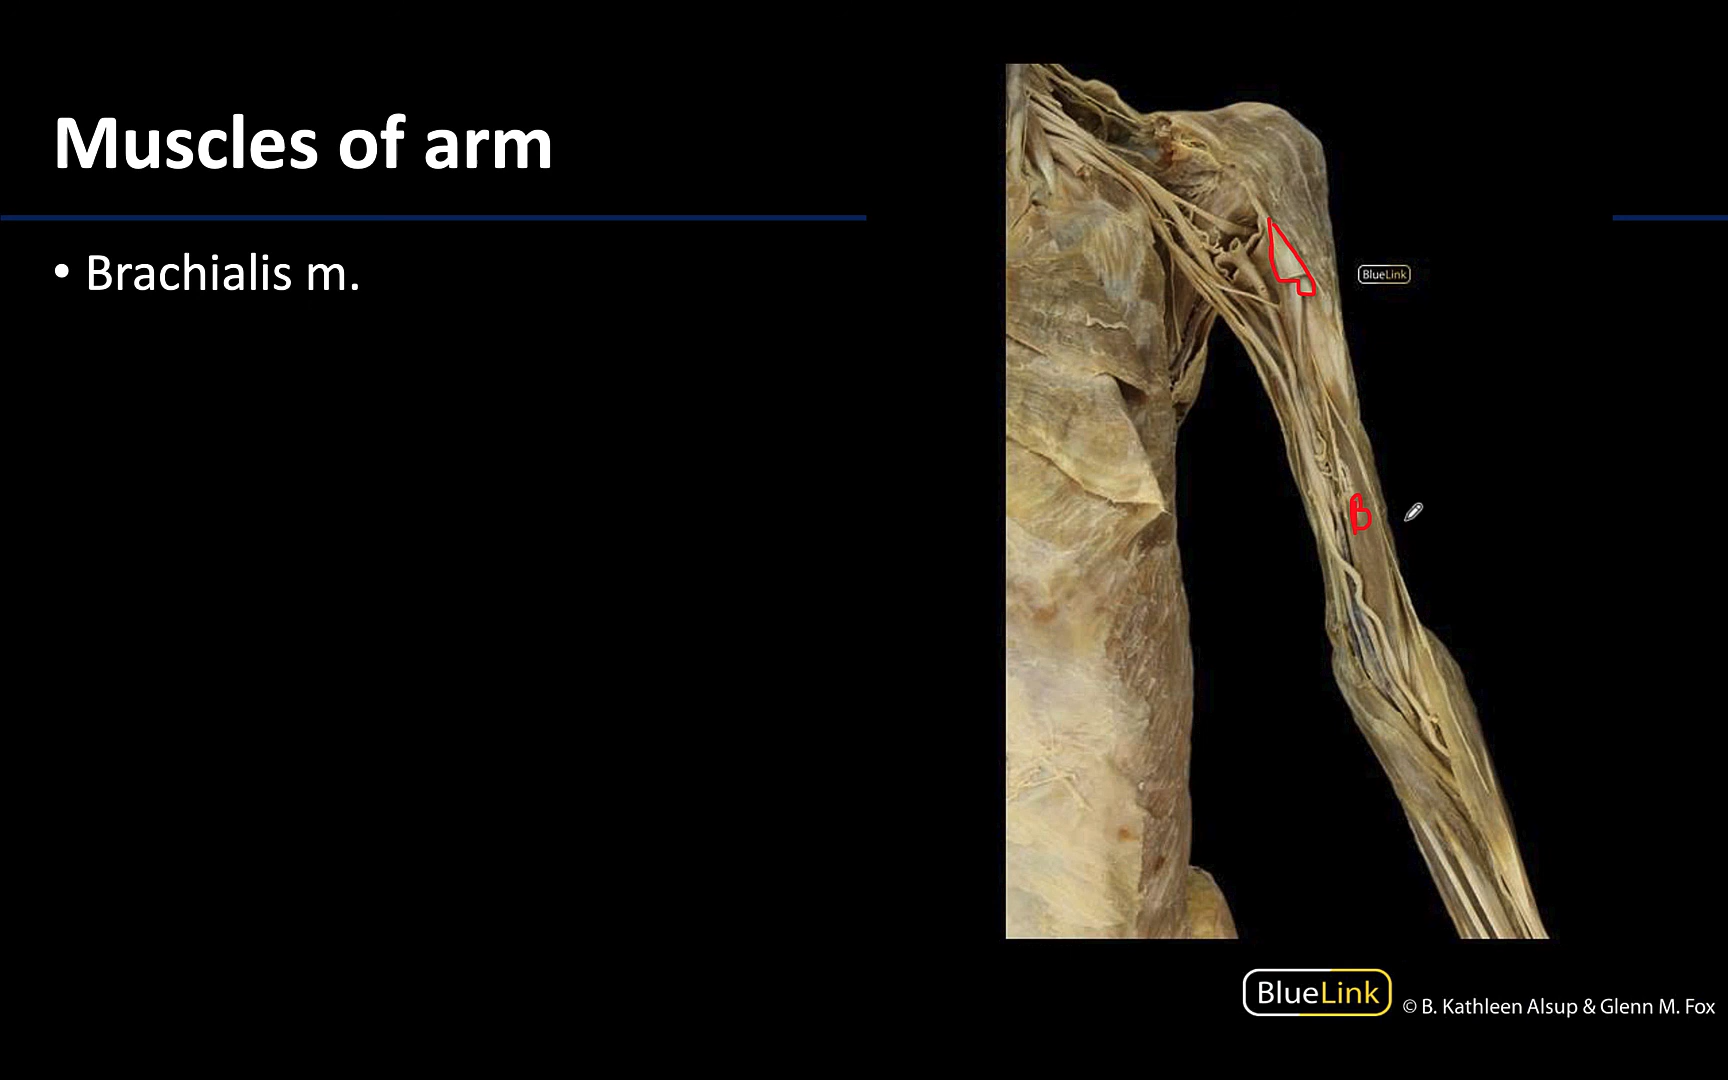 Muscles of arm
• Brachialis m.
BlueLink
B
BlueLink
© B. Kathleen Alsup & Glenn M. Fox